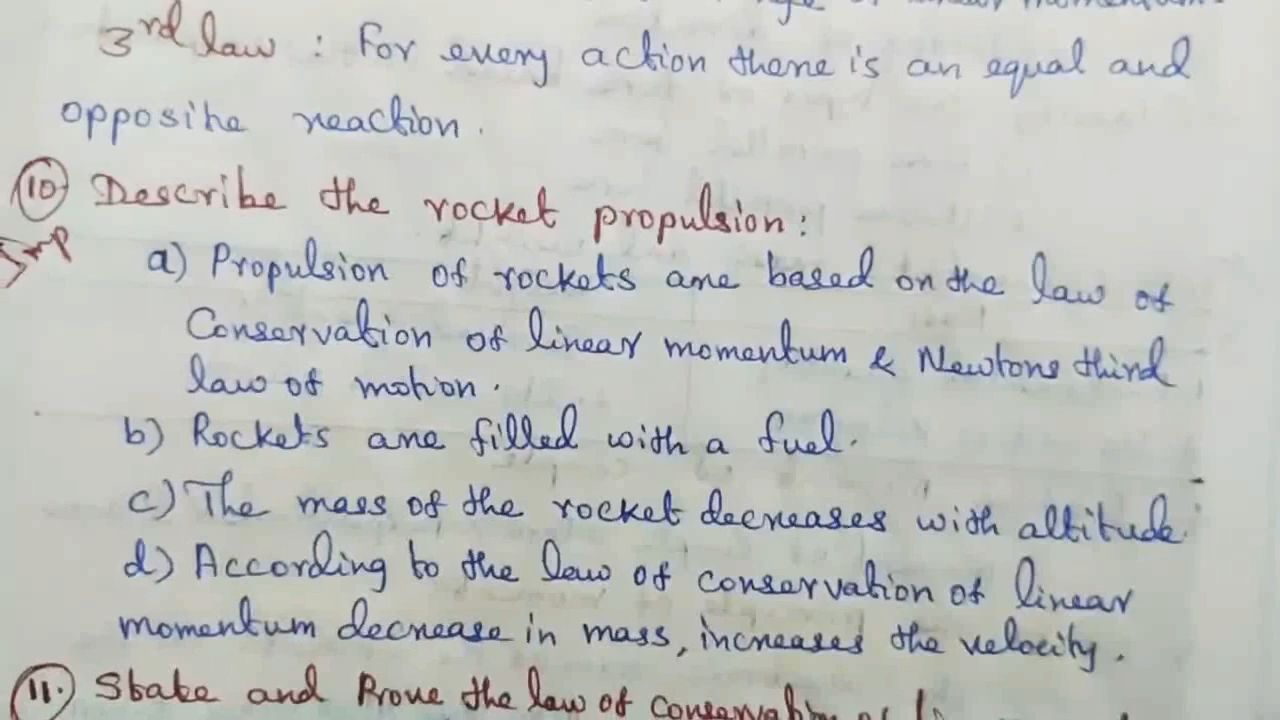 3rd law : For every action there is an equal and
opposite reaction.
10 Describe the rocket propulsion :
Imp
a) Propulsion of rockets are based on the law of
Conservation of linear momentum & Newtons third
law of motion.
b) Rockets are filled with a fuel.
c) The mass of the rocket decreases with altitude
d) According to the law of conservation of linear
momentum decrease in mass, increases the velocity.
11. State and Prove the law of conservation of